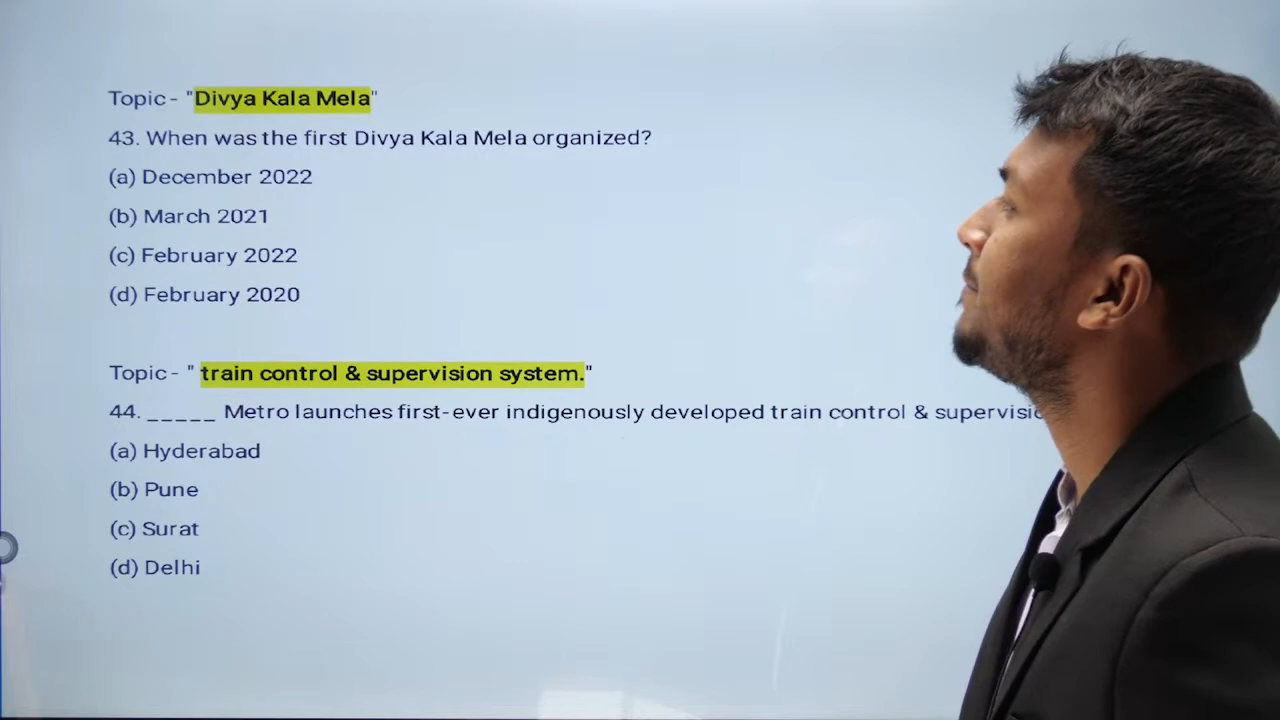 Topic - "Divya Kala Mela"
43. When was the first Divya Kala Mela organized?
(a) December 2022
(b) March 2021
(c) February 2022
(d) February 2020
Topic - " train control & supervision system."
44. _____ Metro launches first-ever indigenously developed train control &
(a) Hyderabad
(b) Pune
(c) Surat
(d) Delhi